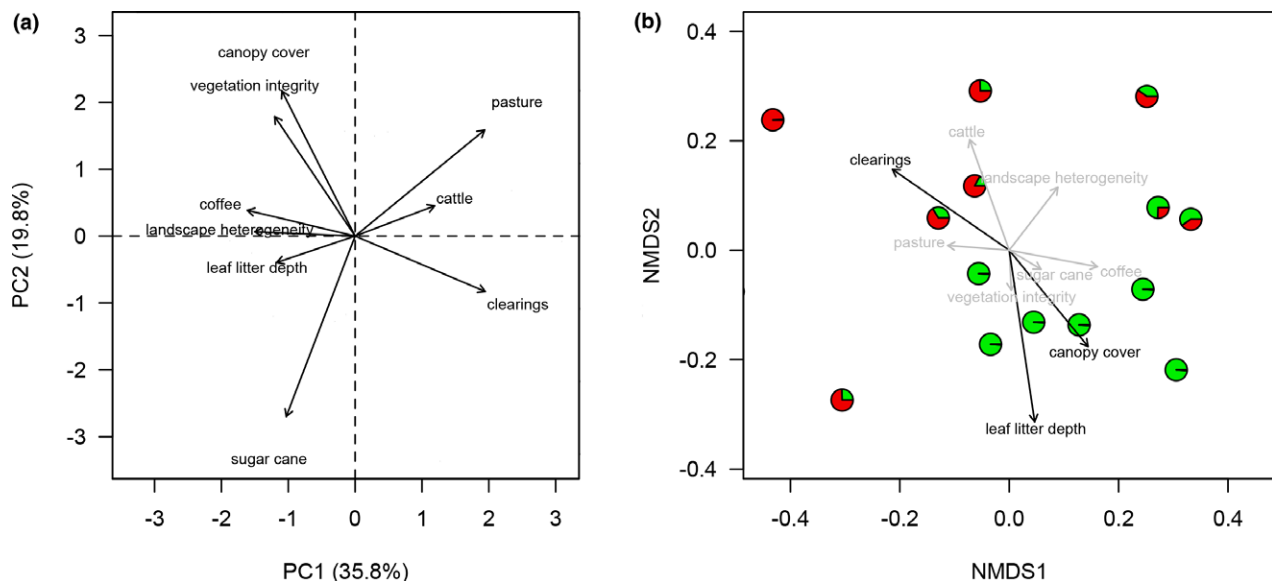 (a)
3
2
1
0
-1
-2
-3
PC2 (19.8%)
canopy cover
vegetation integrity
pasture
coffee
cattle
landscape heterogeneity
leaf litter depth
clearings
sugar cane
-3
-2
-1
0
1
2
3
PC1 (35.8%)
(b)
0.4
0.2
0.0
-0.2
-0.4
NMDS2
cattle
clearings
landscape heterogeneity
pasture
sugar cane
coffee
vegetation integrity
canopy cover
leaf litter depth
-0.4
-0.2
0.0
0.2
0.4
NMDS1